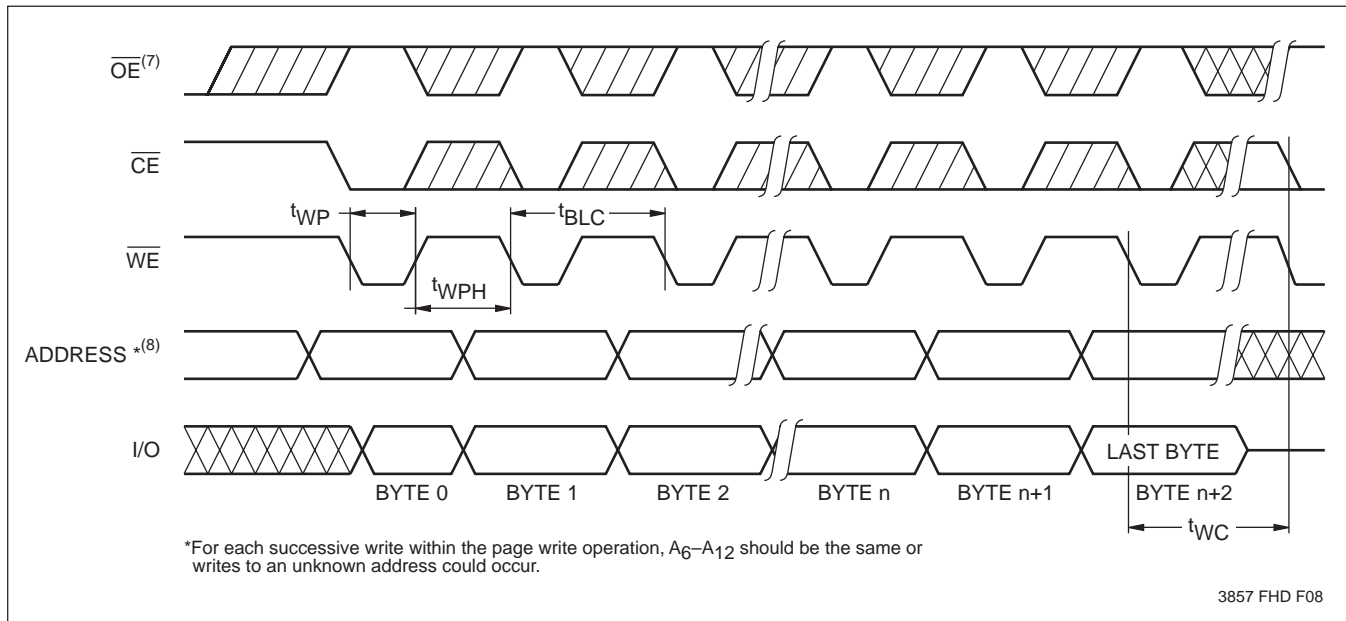 OE(7)
CE
tWP
tBLC
WE
tWPH
ADDRESS *(8)
I/O
LAST BYTE
BYTE 0 BYTE 1 BYTE 2 BYTE n BYTE n+1 BYTE n+2
tWC
*For each successive write within the page write operation, A6–A12 should be the same or
writes to an unknown address could occur.
3857 FHD F08